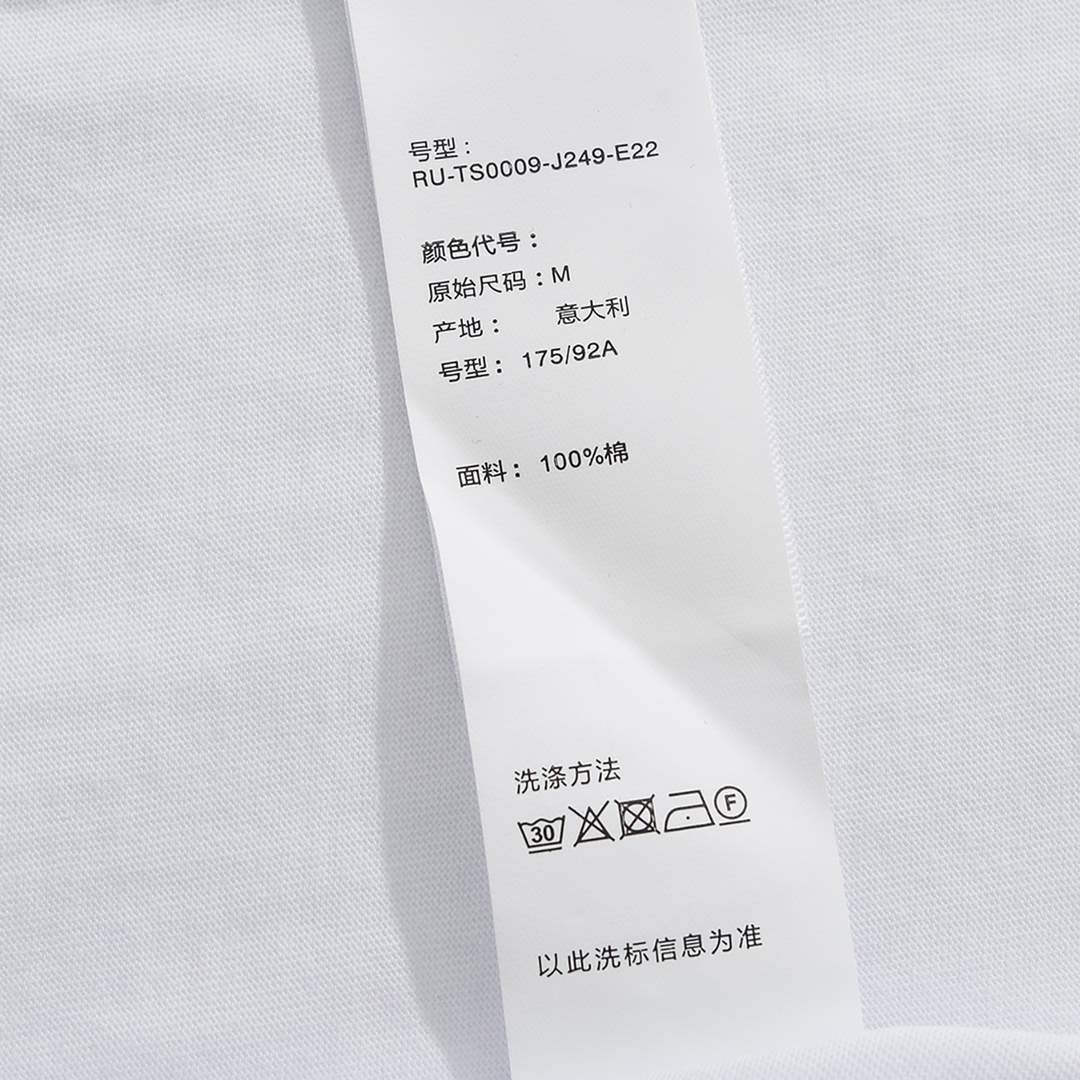 号型：
RU-TS0009-J249-E22
颜色代号：
原始尺码：M
产地： 意大利
号型： 175/92A
面料： 100%棉
洗涤方法
30 F
以此洗标信息为准